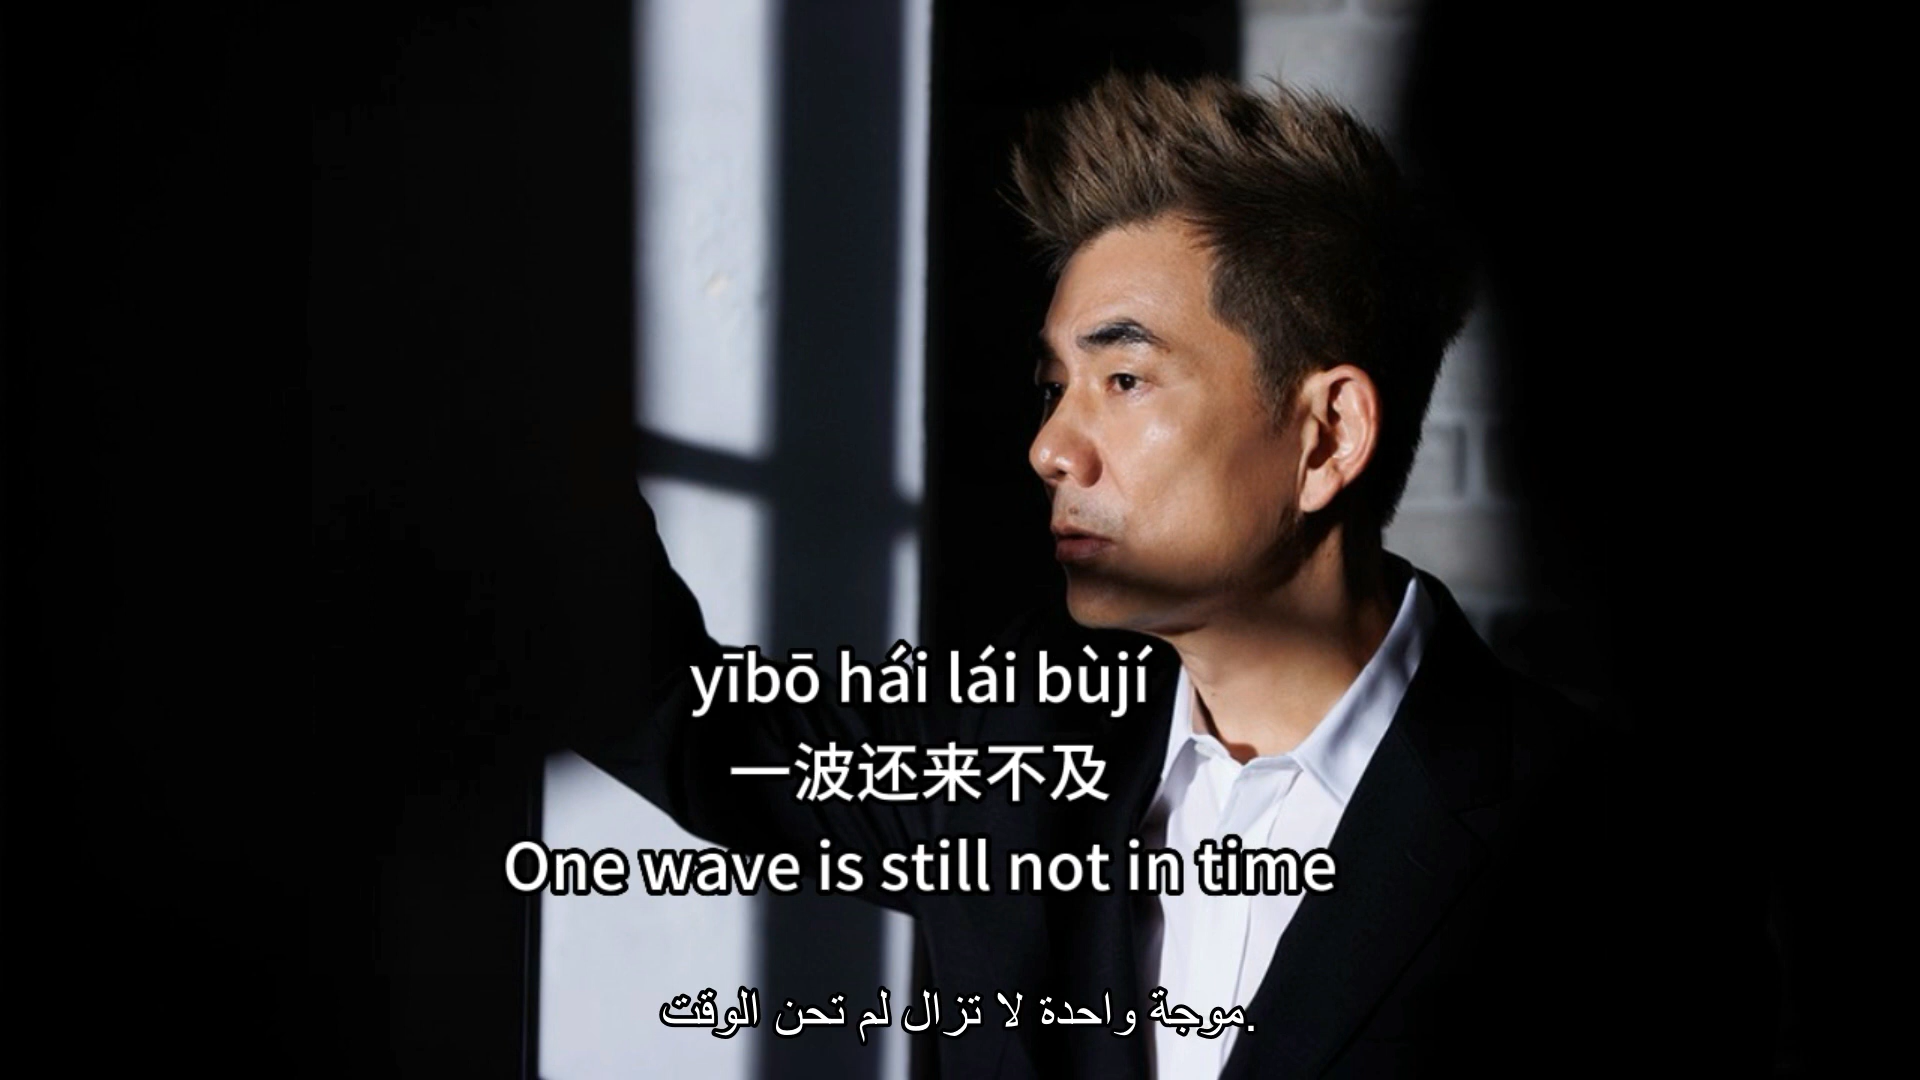 yībō hái lái bùjí
一波还来不及
One wave is still not in time
موجة واحدة لا تزال لم تحن الوقت.